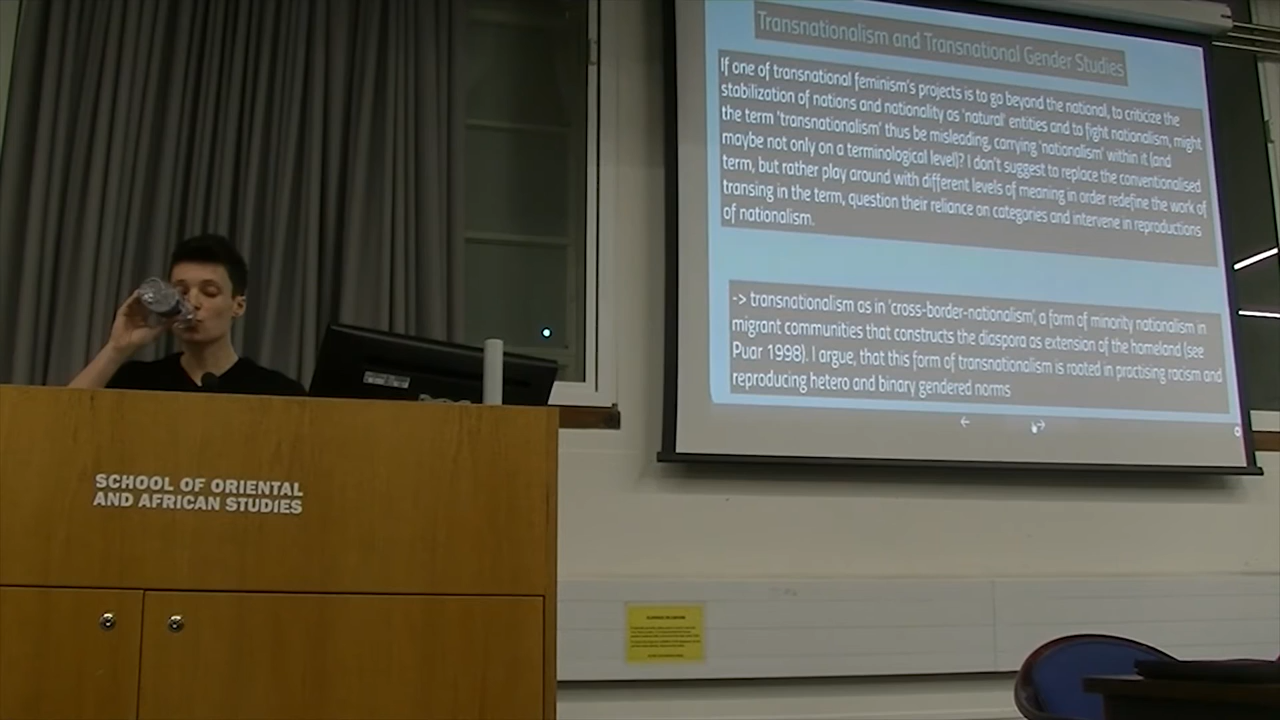 Transnationalism and Transnational Gender Studies
If one of transnational feminism's projects is to go beyond the national, to criticize the
stabilization of nations and nationality as 'natural' entities and to fight nationalism, might
the term 'transnationalism' thus be misleading, carrying 'nationalism' within it (and
maybe not only on a terminological level)? I don't suggest to replace the conventionalised
term, but rather play around with different levels of meaning in order redefine the work of
transing in the term, question their reliance on categories and intervene in reproductions
of nationalism.
-> transnationalism as in 'cross-border-nationalism', a form of minority nationalism in
migrant communities that constructs the diaspora as extension of the homeland (see
Puar 1998). I argue, that this form of transnationalism is rooted in practising racism and
reproducing hetero and binary gendered norms
SCHOOL OF ORIENTAL
AND AFRICAN STUDIES